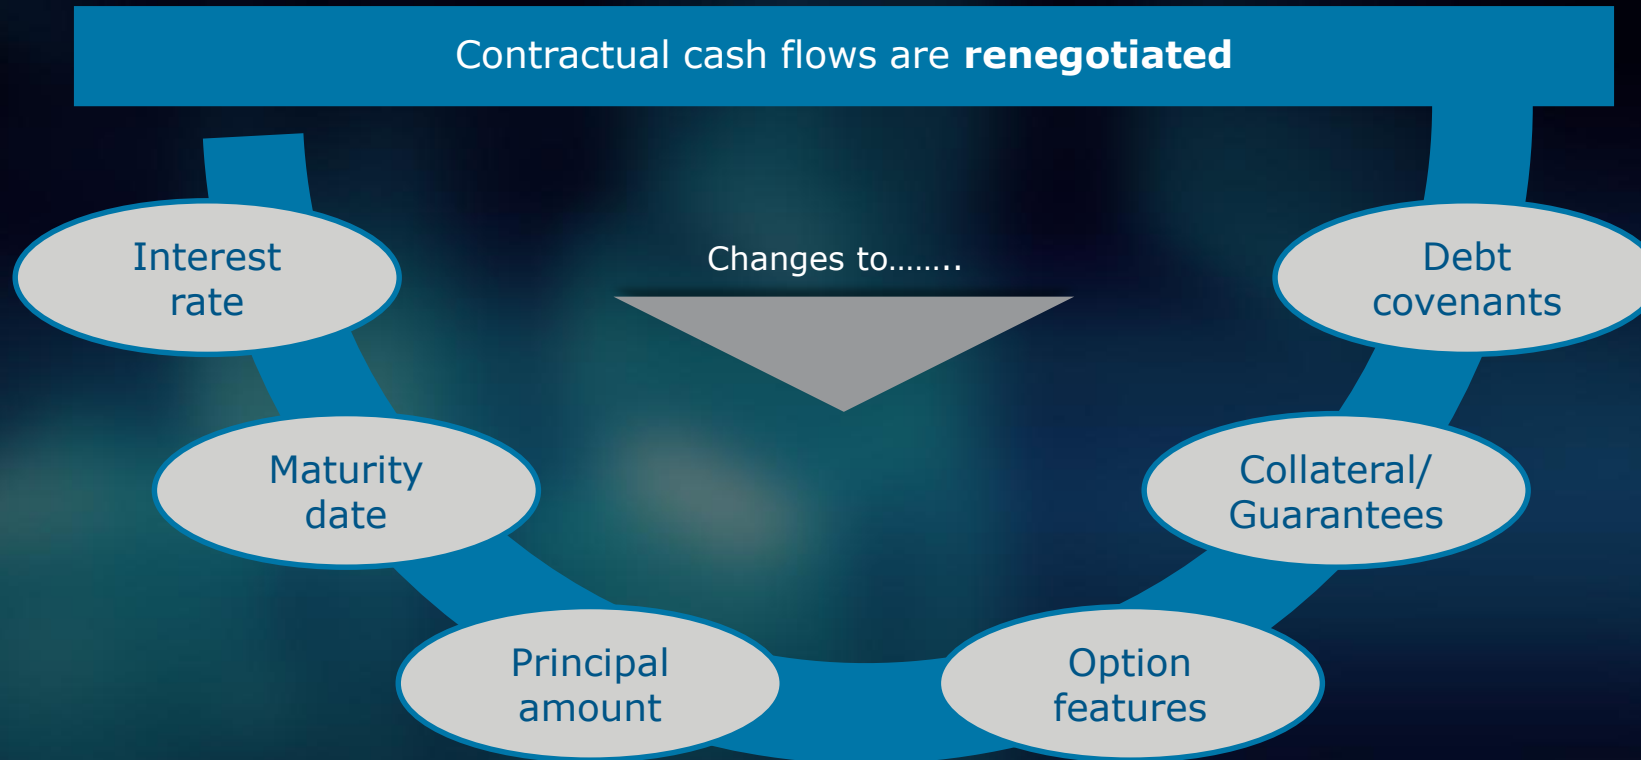 Contractual cash flows are renegotiated
Changes to........
Interest
rate
Maturity
date
Principal
amount
Option
features
Collateral/
Guarantees
Debt
covenants